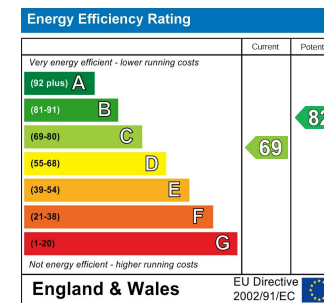 Energy Efficiency Rating
Current
Very energy efficient - lower running costs
(92 plus) A
(81-91) B
82
(69-80) C
69
(55-68) D
(39-54) E
(21-38) F
(1-20) G
Not energy efficient - higher running costs
England & Wales
EU Directive
2002/91/EC